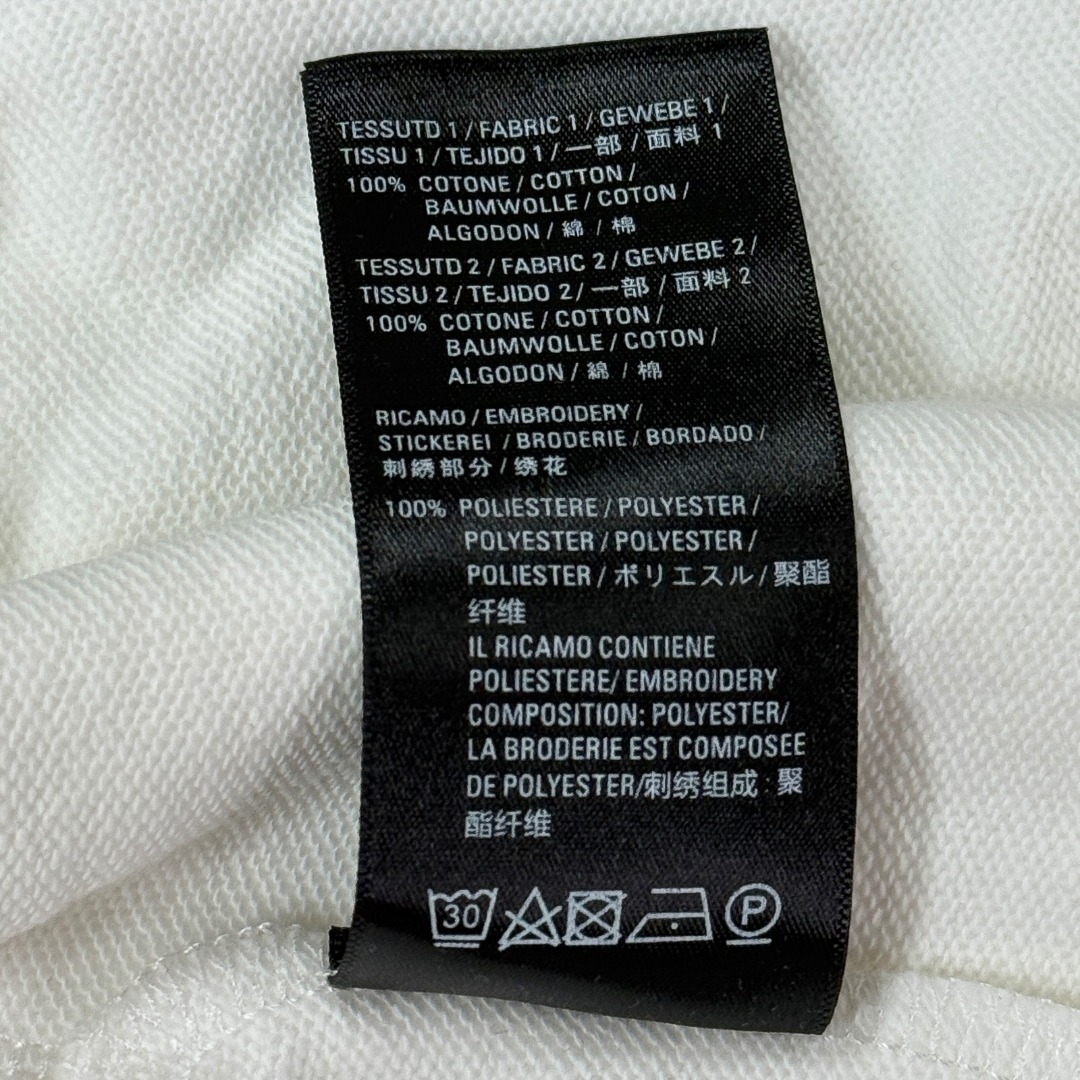 TESSUTD 1 / FABRIC 1 / GEWEBE 1 /
TISSU 1 / TEJIDO 1 / 一部 / 面料 1
100% COTONE / COTTON /
BAUMWOLLE / COTON /
ALGODON / 綿 / 棉
TESSUTD 2 / FABRIC 2 / GEWEBE 2 /
TISSU 2 / TEJIDO 2 / 一部 / 面料 2
100% COTONE / COTTON /
BAUMWOLLE / COTON /
ALGODON / 綿 / 棉
RICAMO / EMBROIDERY /
STICKEREI / BRODERIE / BORDADO /
刺绣部分 / 绣花
100% POLIESTERE / POLYESTER /
POLYESTER / POLYESTER /
POLIESTER / ポリエスル / 聚酯
纤维
IL RICAMO CONTIENE
POLIESTERE/ EMBROIDERY
COMPOSITION: POLYESTER/
LA BRODERIE EST COMPOSEE
DE POLYESTER/刺绣组成:聚
酯纤维
30 P